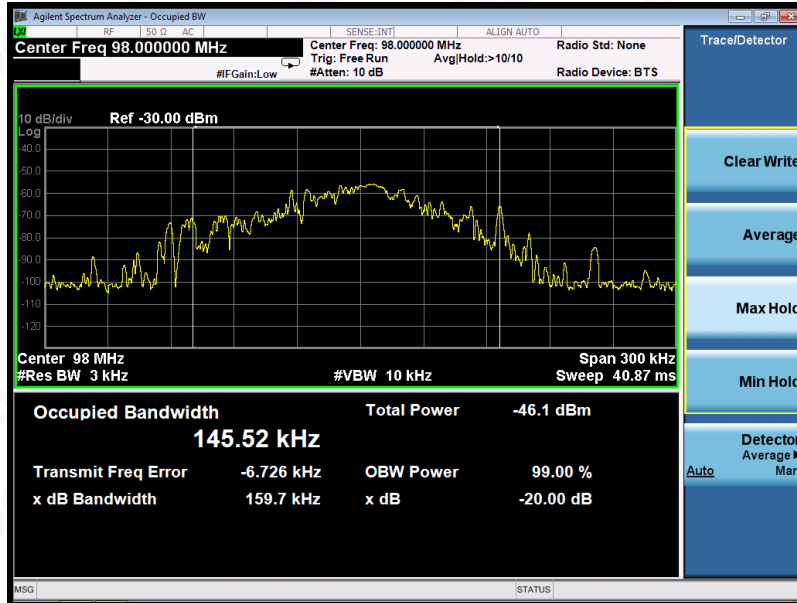 Agilent Spectrum Analyzer - Occupied BW
LXI RF 50 Ω AC SENSE:INT ALIGN AUTO
Center Freq 98.000000 MHz
Center Freq: 98.000000 MHz Radio Std: None
Trig: Free Run Avg|Hold:>10/10
#IFGain:Low #Atten: 10 dB Radio Device: BTS
10 dB/div Ref -30.00 dBm
Log
-40.0
-50.0
-60.0
-70.0
-80.0
-90.0
-100
-110
-120
Center 98 MHz Span 300 kHz
#Res BW 3 kHz #VBW 10 kHz Sweep 40.87 ms
Occupied Bandwidth Total Power -46.1 dBm
145.52 kHz
Transmit Freq Error -6.726 kHz OBW Power 99.00 %
x dB Bandwidth 159.7 kHz x dB -20.00 dB
MSG STATUS
Trace/Detector
Clear Write
Average
Max Hold
Min Hold
Detector
Average
Auto Man